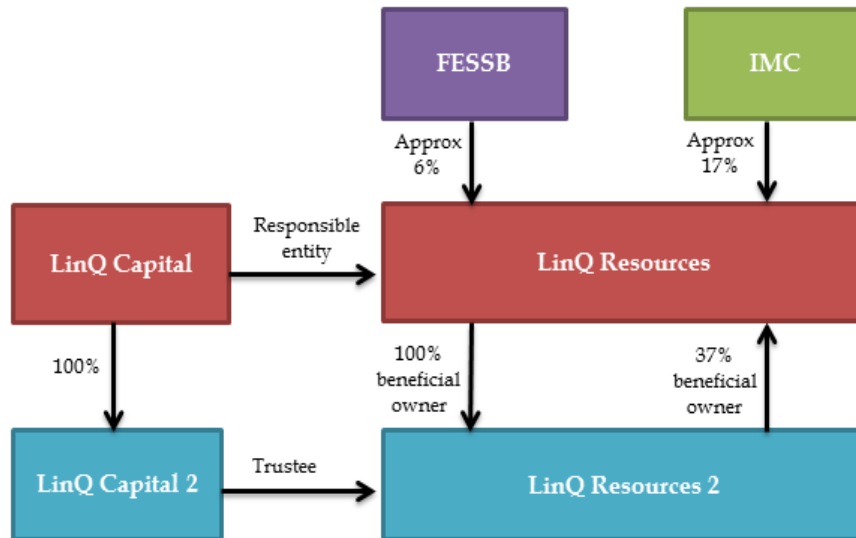 FESSB
IMC
Approx
6%
Approx
17%
Responsible
entity
LinQ Capital
LinQ Resources
100%
100%
beneficial
owner
37%
beneficial
owner
LinQ Capital 2
Trustee
LinQ Resources 2